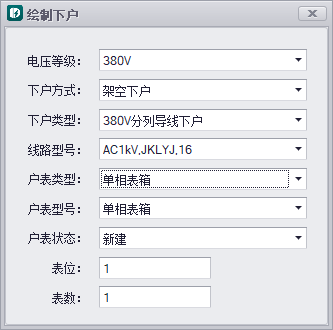 绘制下户
电压等级： 380V
下户方式： 架空下户
下户类型： 380V分列导线下户
线路型号： AC1kV,JKLYJ,16
户表类型： 单相表箱
户表型号： 单相表箱
户表状态： 新建
表位： 1
表数： 1